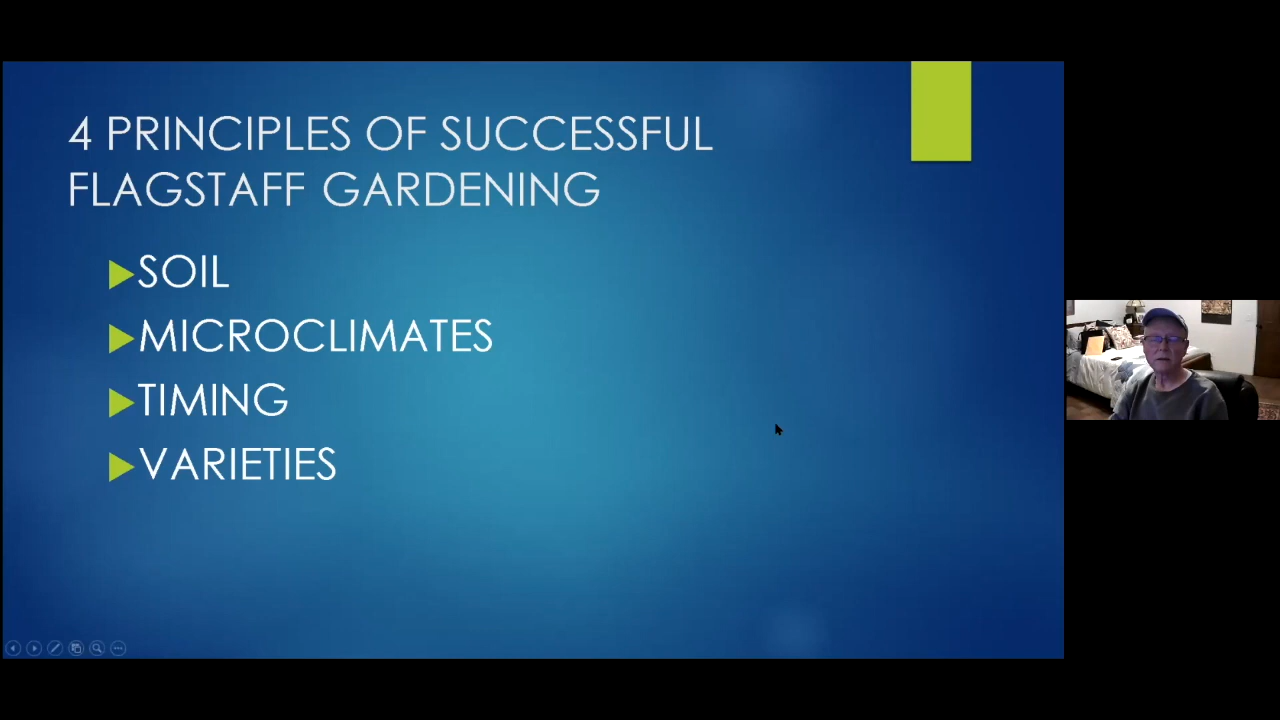 4 PRINCIPLES OF SUCCESSFUL
FLAGSTAFF GARDENING
SOIL
MICROCLIMATES
TIMING
VARIETIES